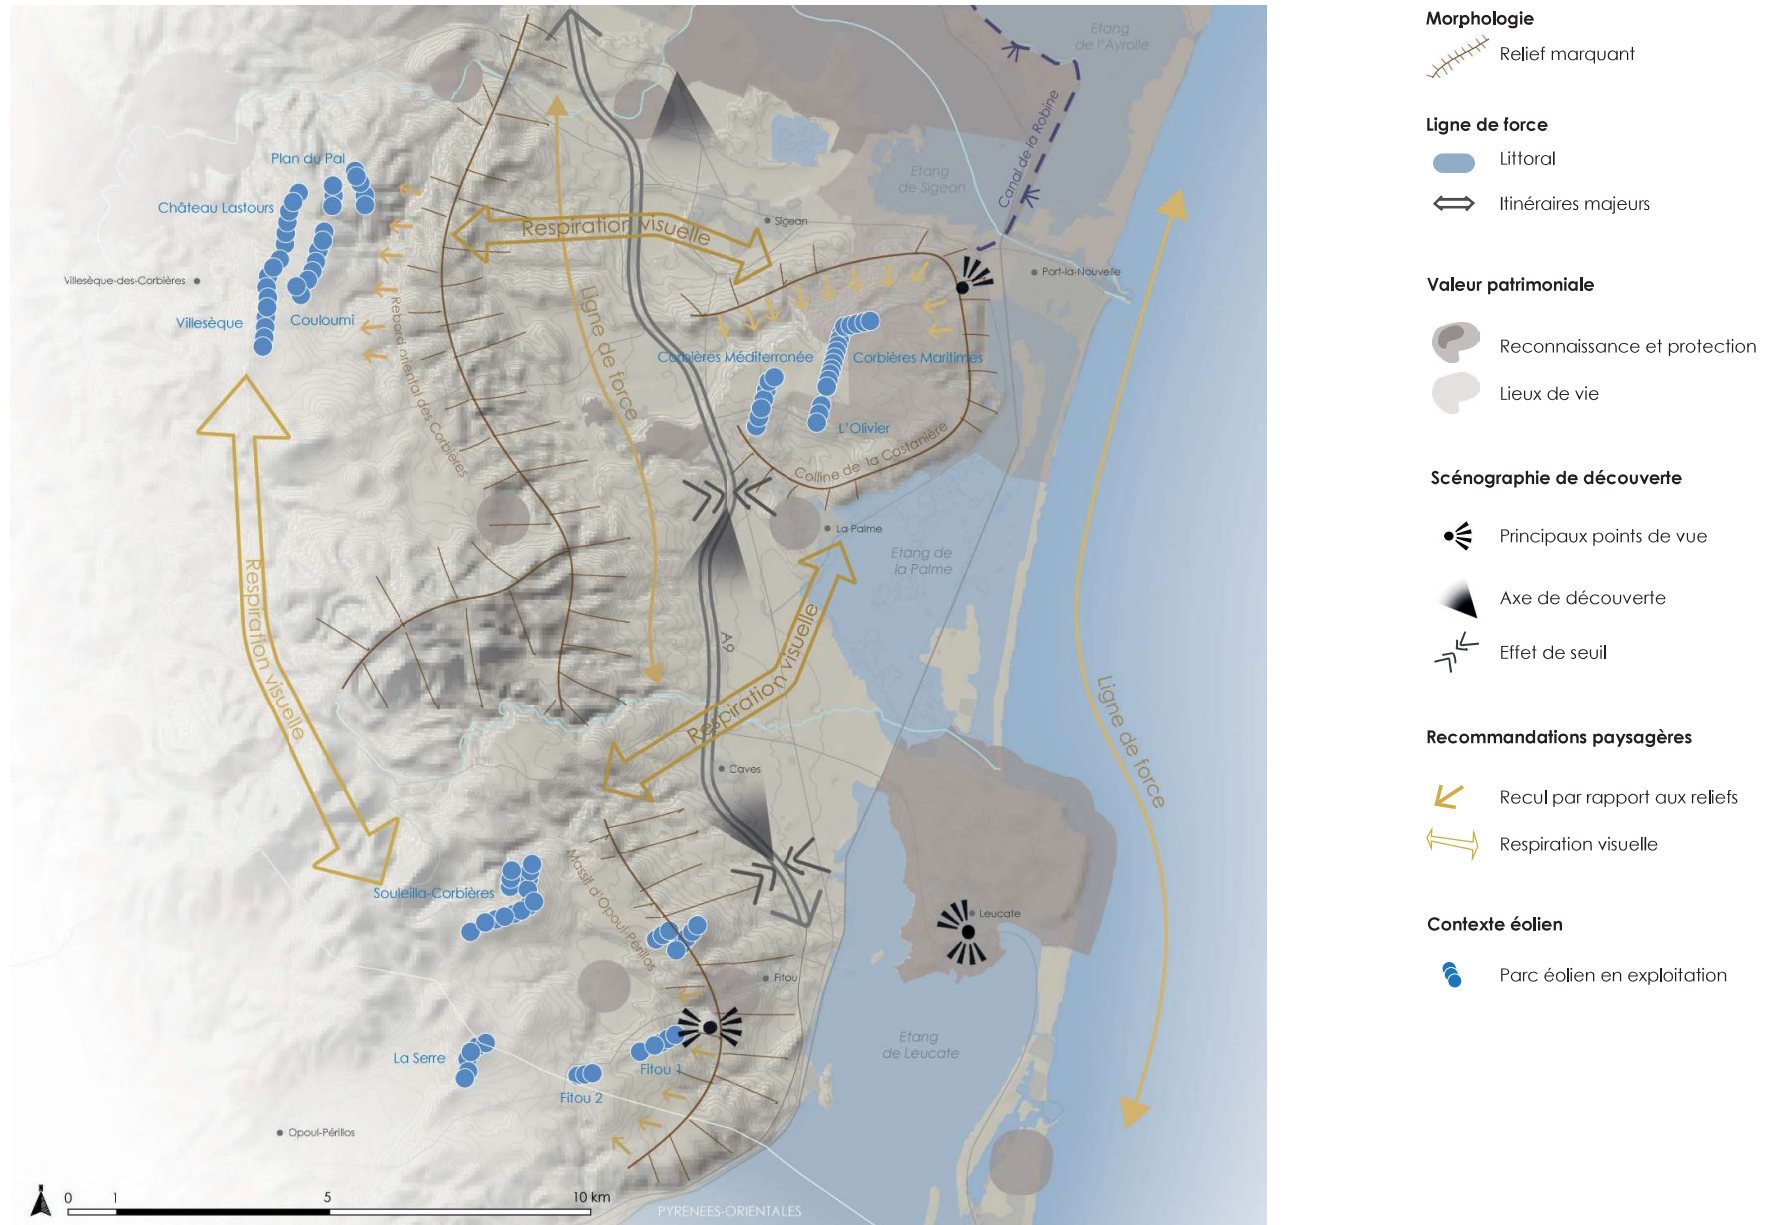 Etang
de l'Ayrolle
Canal de la Robine
Etang
de Sigean
Plan du Pal
Château Lastours
Sigean
Respiration visuelle
Villesèque-des-Corbières
Port-la-Nouvelle
Villesèque
Couloumi
Rebord oriental des Corbières
Ligne de force
Corbières Méditerranée
Corbières Maritimes
L'Olivier
Colline de la Castanière
La Palme
Etang de
la Palme
Respiration visuelle
A9
Respiration visuelle
Ligne de force
Caves
Massif d'Opoul-Périllos
Souleilla-Corbières
Leucate
Fitou
Etang
de Leucate
La Serre
Fitou 1
Fitou 2
Opoul-Périllos
N
0 1 5 10 km
PYRENEES-ORIENTALES
Morphologie
Relief marquant
Ligne de force
Littoral
Itinéraires majeurs
Valeur patrimoniale
Reconnaissance et protection
Lieux de vie
Scénographie de découverte
Principaux points de vue
Axe de découverte
Effet de seuil
Recommandations paysagères
Recul par rapport aux reliefs
Respiration visuelle
Contexte éolien
Parc éolien en exploitation